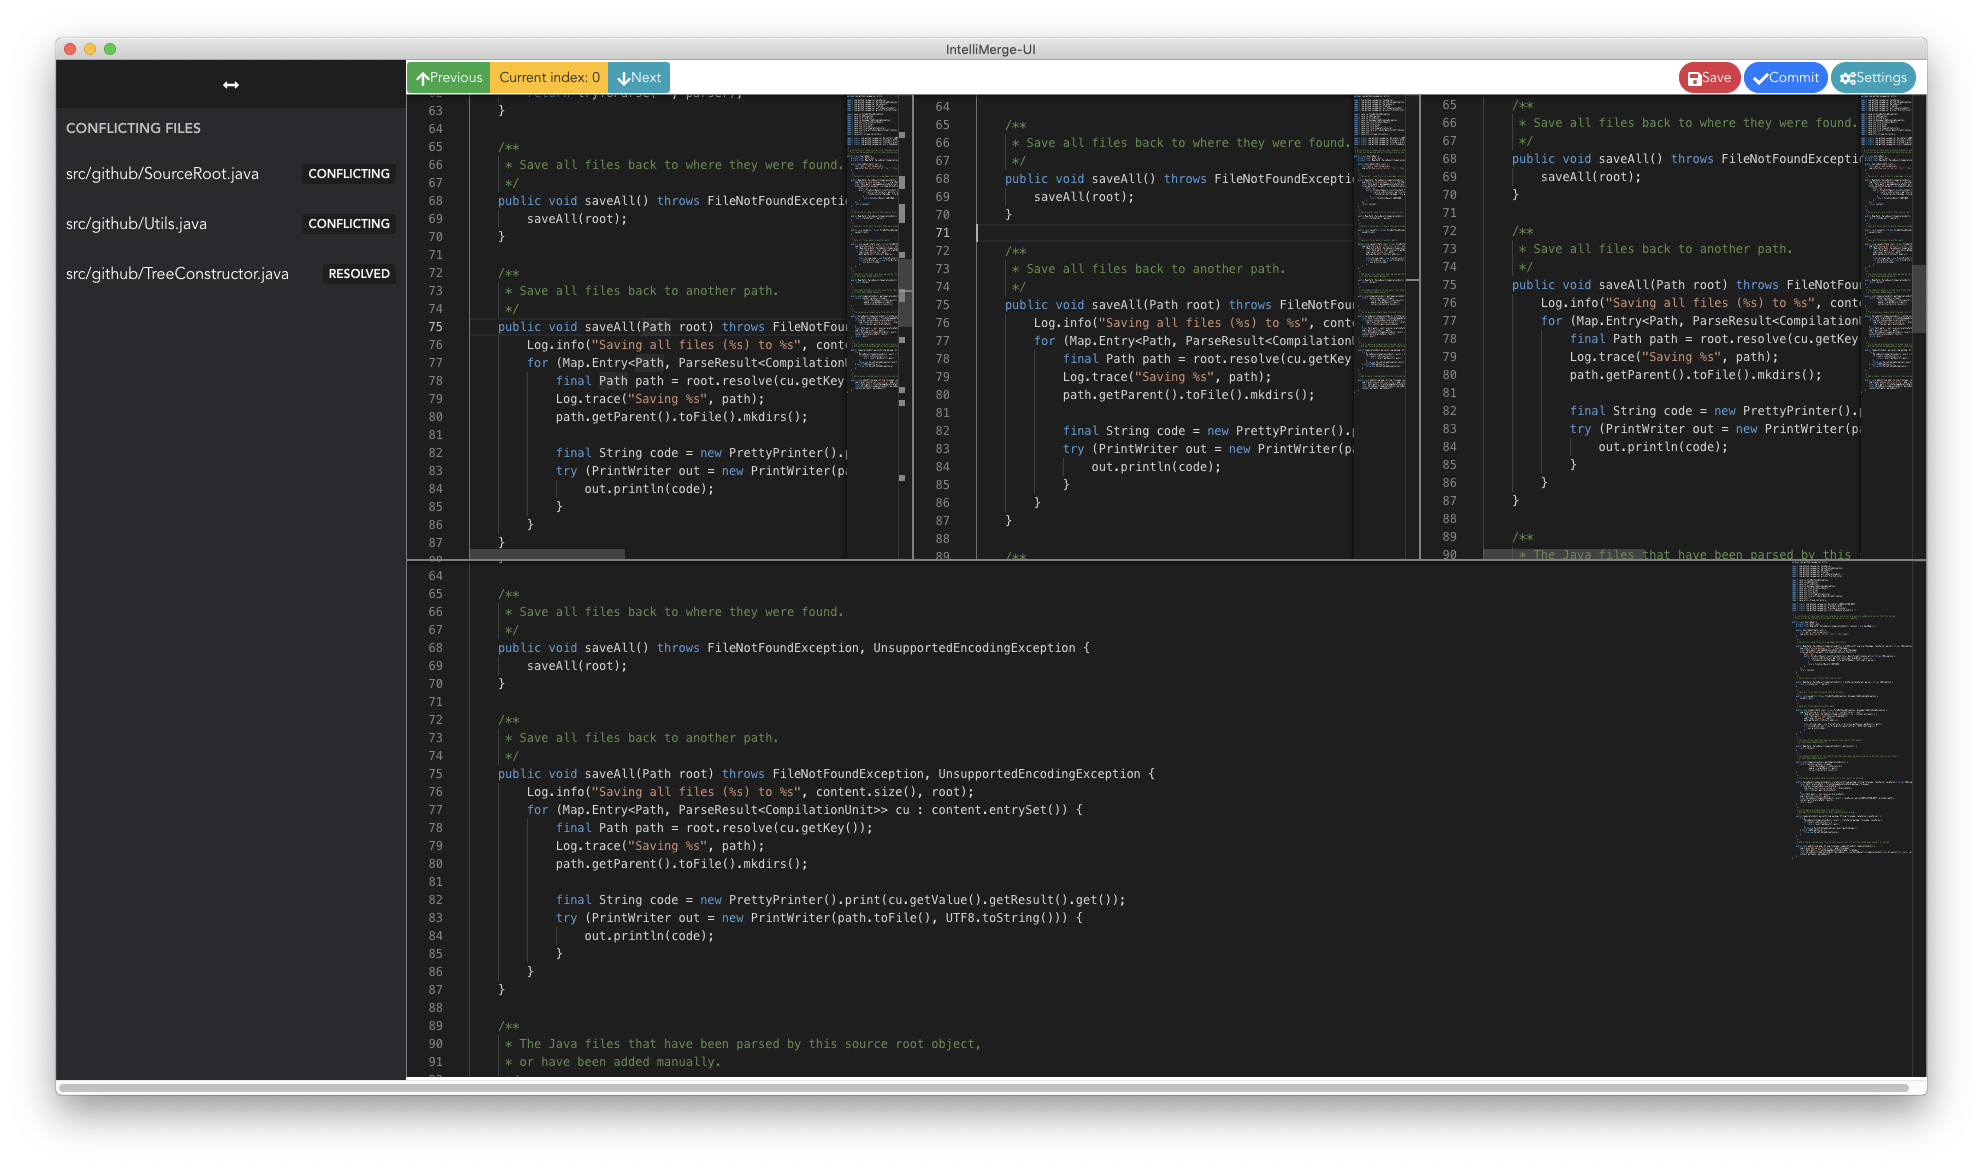 IntelliMerge-UI
Previous Current index: 0 Next Save Commit Settings
CONFLICTING FILES
src/github/SourceRoot.java CONFLICTING
src/github/Utils.java CONFLICTING
src/github/TreeConstructor.java RESOLVED
63 }
64
65 /**
66 * Save all files back to where they were found.
67 */
68 public void saveAll() throws FileNotFoundExcepti
69 saveAll(root);
70 }
71
72 /**
73 * Save all files back to another path.
74 */
75 public void saveAll(Path root) throws FileNotFou
76 Log.info("Saving all files (%s) to %s", cont
77 for (Map.Entry<Path, ParseResult<Compilation
78 final Path path = root.resolve(cu.getKey
79 Log.trace("Saving %s", path);
80 path.getParent().toFile().mkdirs();
81
82 final String code = new PrettyPrinter().
83 try (PrintWriter out = new PrintWriter(pa
84 out.println(code);
85 }
86 }
87 }
64
65 /**
66 * Save all files back to where they were found.
67 */
68 public void saveAll() throws FileNotFoundExcepti
69 saveAll(root);
70 }
71
72 /**
73 * Save all files back to another path.
74 */
75 public void saveAll(Path root) throws FileNotFou
76 Log.info("Saving all files (%s) to %s", cont
77 for (Map.Entry<Path, ParseResult<Compilation
78 final Path path = root.resolve(cu.getKey
79 Log.trace("Saving %s", path);
80 path.getParent().toFile().mkdirs();
81
82 final String code = new PrettyPrinter().
83 try (PrintWriter out = new PrintWriter(pa
84 out.println(code);
85 }
86 }
87 }
88
89 /**
65 /**
66 * Save all files back to where they were found.
67 */
68 public void saveAll() throws FileNotFoundExcepti
69 saveAll(root);
70 }
71
72 /**
73 * Save all files back to another path.
74 */
75 public void saveAll(Path root) throws FileNotFou
76 Log.info("Saving all files (%s) to %s", cont
77 for (Map.Entry<Path, ParseResult<Compilation
78 final Path path = root.resolve(cu.getKey
79 Log.trace("Saving %s", path);
80 path.getParent().toFile().mkdirs();
81
82 final String code = new PrettyPrinter().
83 try (PrintWriter out = new PrintWriter(pa
84 out.println(code);
85 }
86 }
87 }
88
89 /**
90 * The Java files that have been parsed by this
64
65 /**
66 * Save all files back to where they were found.
67 */
68 public void saveAll() throws FileNotFoundException, UnsupportedEncodingException {
69 saveAll(root);
70 }
71
72 /**
73 * Save all files back to another path.
74 */
75 public void saveAll(Path root) throws FileNotFoundException, UnsupportedEncodingException {
76 Log.info("Saving all files (%s) to %s", content.size(), root);
77 for (Map.Entry<Path, ParseResult<CompilationUnit>> cu : content.entrySet()) {
78 final Path path = root.resolve(cu.getKey());
79 Log.trace("Saving %s", path);
80 path.getParent().toFile().mkdirs();
81
82 final String code = new PrettyPrinter().print(cu.getValue().getResult().get());
83 try (PrintWriter out = new PrintWriter(path.toFile(), UTF8.toString())) {
84 out.println(code);
85 }
86 }
87 }
88
89 /**
90 * The Java files that have been parsed by this source root object,
91 * or have been added manually.